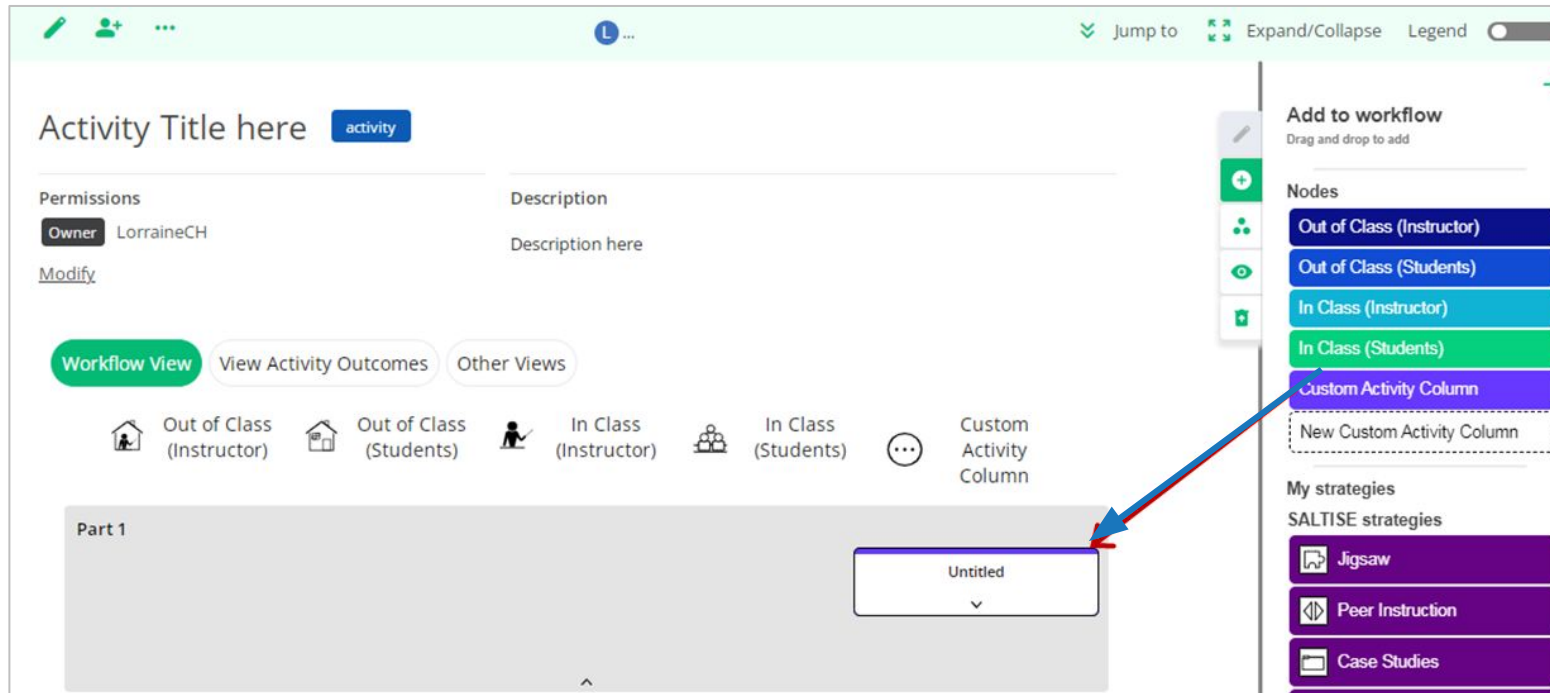 L ...
Jump to
Expand/Collapse
Legend
Activity Title here
activity
Permissions
Owner LorraineCH
Modify
Description
Description here
Workflow View
View Activity Outcomes
Other Views
Out of Class
(Instructor)
Out of Class
(Students)
In Class
(Instructor)
In Class
(Students)
Custom
Activity
Column
Part 1
Untitled
Add to workflow
Drag and drop to add
Nodes
Out of Class (Instructor)
Out of Class (Students)
In Class (Instructor)
In Class (Students)
Custom Activity Column
New Custom Activity Column
My strategies
SALTISE strategies
Jigsaw
Peer Instruction
Case Studies